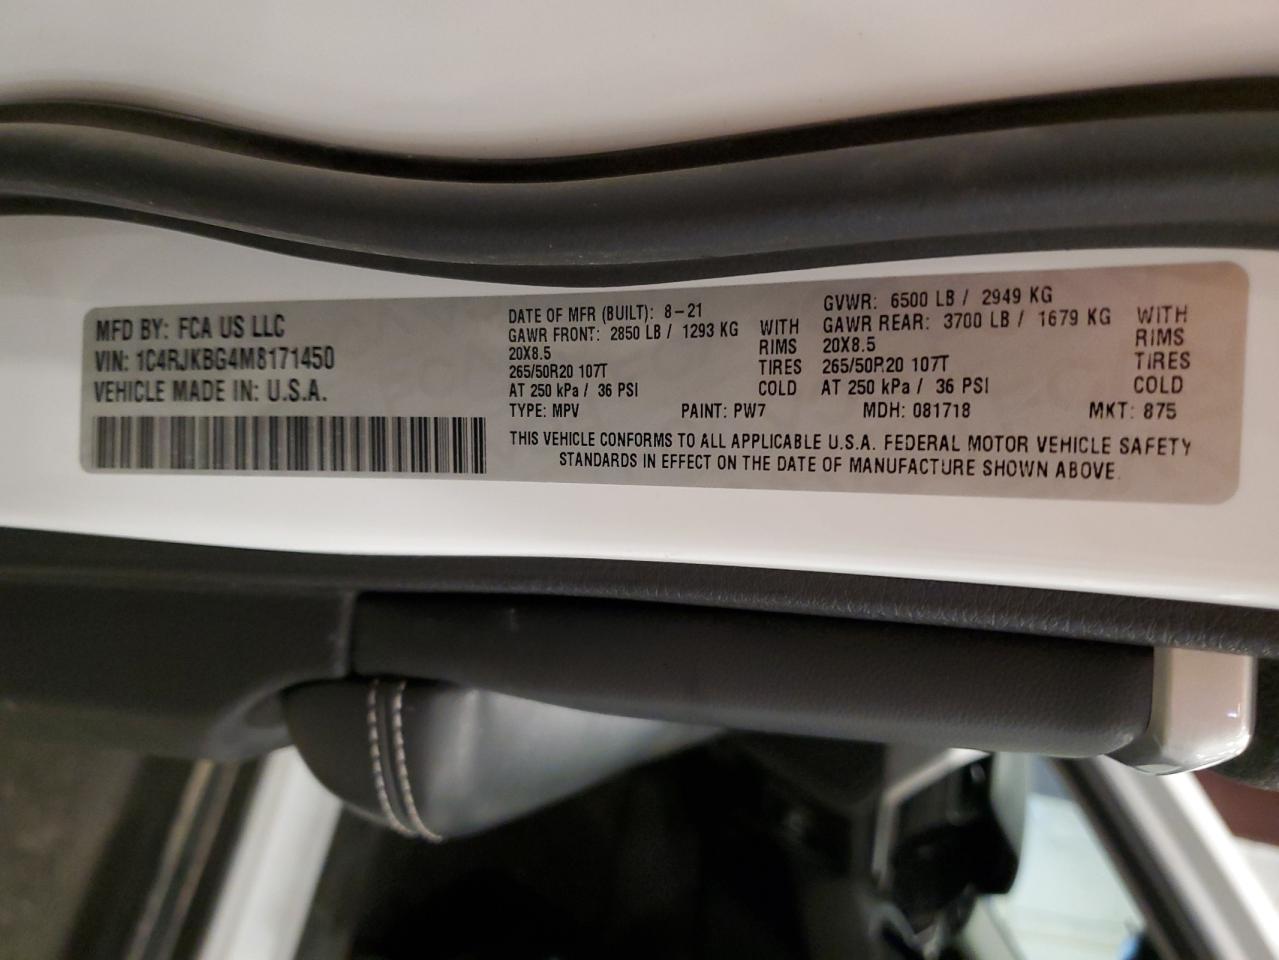 MFD BY: FCA US LLC
VIN: 1C4RJKBG4M8171450
VEHICLE MADE IN: U.S.A.
DATE OF MFR (BUILT): 8-21
GAWR FRONT: 2850 LB / 1293 KG WITH
20X8.5 RIMS
265/50R20 107T TIRES
AT 250 kPa / 36 PSI COLD
GVWR: 6500 LB / 2949 KG
GAWR REAR: 3700 LB / 1679 KG WITH
20X8.5 RIMS
265/50R20 107T TIRES
AT 250 kPa / 36 PSI COLD
TYPE: MPV PAINT: PW7 MDH: 081718 MKT: 875
THIS VEHICLE CONFORMS TO ALL APPLICABLE U.S.A. FEDERAL MOTOR VEHICLE SAFETY
STANDARDS IN EFFECT ON THE DATE OF MANUFACTURE SHOWN ABOVE.